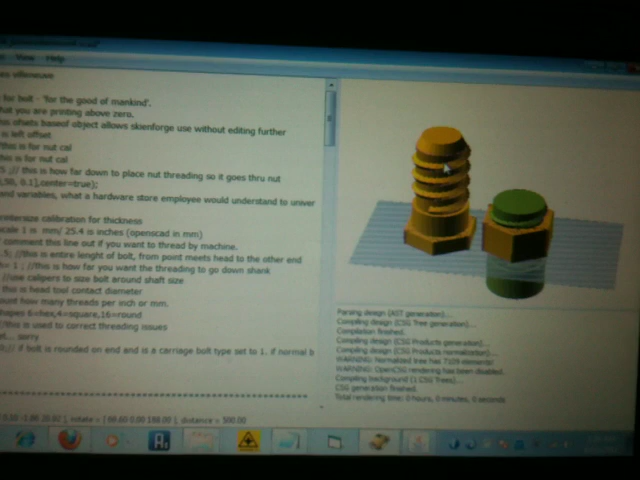 View Help
villeneuve
for bolt - 'for the good of mankind'.
that you are printing above zero.
this ofsets baseof object allows skienforge use without editing further
is left offset
this is for nut cal
this is for nut cal
// this is how far down to place nut threading so it goes thru nut
0.1],center=true);
and variables, what a hardware store employee would understand to
calibration for thickness
scale 1 is mm/ 25.4 is inches (openscad in mm)
comment this line out if you want to thread by machine.
//this is entire lenght of bolt, from point meets head to the other end
//this is how far you want the threading to go down shank
//use calipers to size bolt around shaft size
this is head tool contact diameter
count how many threads per inch or mm.
6=hex,4=square,16=round
//this is used to correct threading issues
... sorry
// if bolt is rounded on end and is a carriage bolt type set to 1. if normal b
rotate = [ 66.60 0.00 188.00 ], distance = 500.00
Parsing design (AST generation)...
Compiling design (CSG Tree generation)...
Compilation finished.
Compiling design (CSG Products generation)...
Compiling design (CSG Products normalization)...
WARNING: Normalized tree has elements!
WARNING: OpenCSG rendering has been disabled.
Compiling background (1 CSG Trees)...
CSG generation finished.
Total rendering time: 0 hours, 0 minutes, 0 seconds